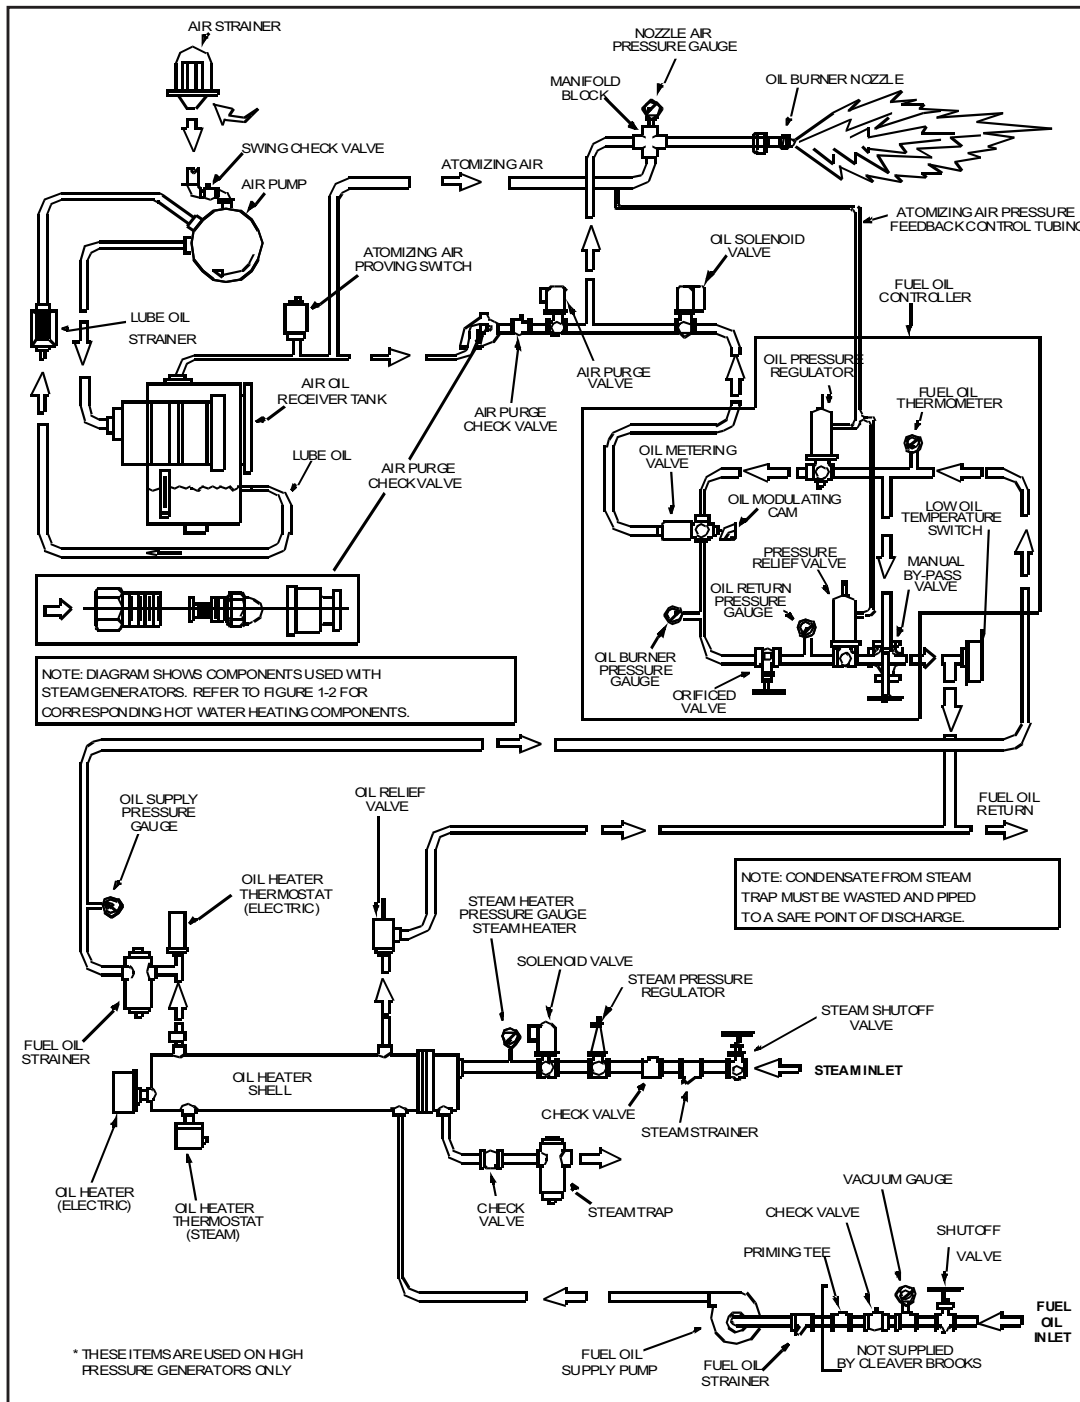 AIR STRAINER
NOZZLE AIR
PRESSURE GAUGE
MANIFOLD
BLOCK
OIL BURNER NOZZLE
SWING CHECK VALVE
ATOMIZING AIR
AIR PUMP
ATOMIZING AIR PRESSURE
FEEDBACK CONTROL TUBING
ATOMIZING AIR
PROVING SWITCH
OIL SOLENOID
VALVE
FUEL OIL
CONTROLLER
LUBE OIL
STRAINER
OIL PRESSURE
REGULATOR
AIR PURGE
VALVE
AIR OIL
RECEIVER TANK
FUEL OIL
THERMOMETER
AIR PURGE
CHECK VALVE
LUBE OIL
AIR PURGE
CHECK VALVE
OIL METERING
VALVE
OIL MODULATING
CAM
LOW OIL
TEMPERATURE
SWITCH
PRESSURE
RELIEF VALVE
MANUAL
BY-PASS
VALVE
OIL RETURN
PRESSURE
GAUGE
OIL BURNER
PRESSURE
GAUGE
ORIFICED
VALVE
NOTE: DIAGRAM SHOWS COMPONENTS USED WITH
STEAM GENERATORS. REFER TO FIGURE 1-2 FOR
CORRESPONDING HOT WATER HEATING COMPONENTS.
OIL SUPPLY
PRESSURE
GAUGE
OIL RELIEF
VALVE
FUEL OIL
RETURN
OIL HEATER
THERMOSTAT
(ELECTRIC)
NOTE: CONDENSATE FROM STEAM
TRAP MUST BE WASTED AND PIPED
TO A SAFE POINT OF DISCHARGE.
STEAM HEATER
PRESSURE GAUGE
STEAM HEATER
SOLENOID VALVE
STEAM PRESSURE
REGULATOR
STEAM SHUTOFF
VALVE
FUEL OIL
STRAINER
OIL HEATER
SHELL
STEAM INLET
CHECK VALVE
STEAM STRAINER
OIL HEATER
(ELECTRIC)
OIL HEATER
THERMOSTAT
(STEAM)
CHECK
VALVE
STEAM TRAP
VACUUM GAUGE
CHECK VALVE
SHUTOFF
VALVE
PRIMING TEE
FUEL
OIL
INLET
* THESE ITEMS ARE USED ON HIGH
PRESSURE GENERATORS ONLY
FUEL OIL
SUPPLY PUMP
FUEL OIL
STRAINER
NOT SUPPLIED
BY CLEAVER BROOKS